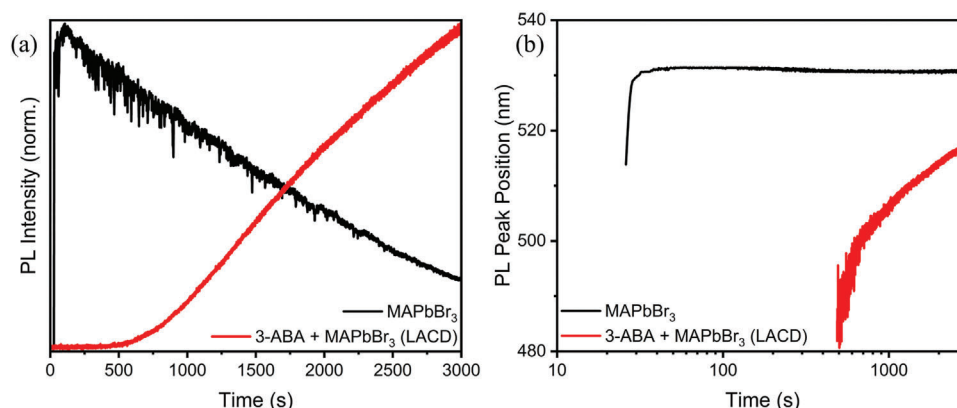 (a)
PL Intensity (norm.)
MAPbBr₃
3-ABA + MAPbBr₃ (LACD)
0 500 1000 1500 2000 2500 3000
Time (s)
(b)
PL Peak Position (nm)
540
520
500
480
MAPbBr₃
3-ABA + MAPbBr₃ (LACD)
10 100 1000
Time (s)